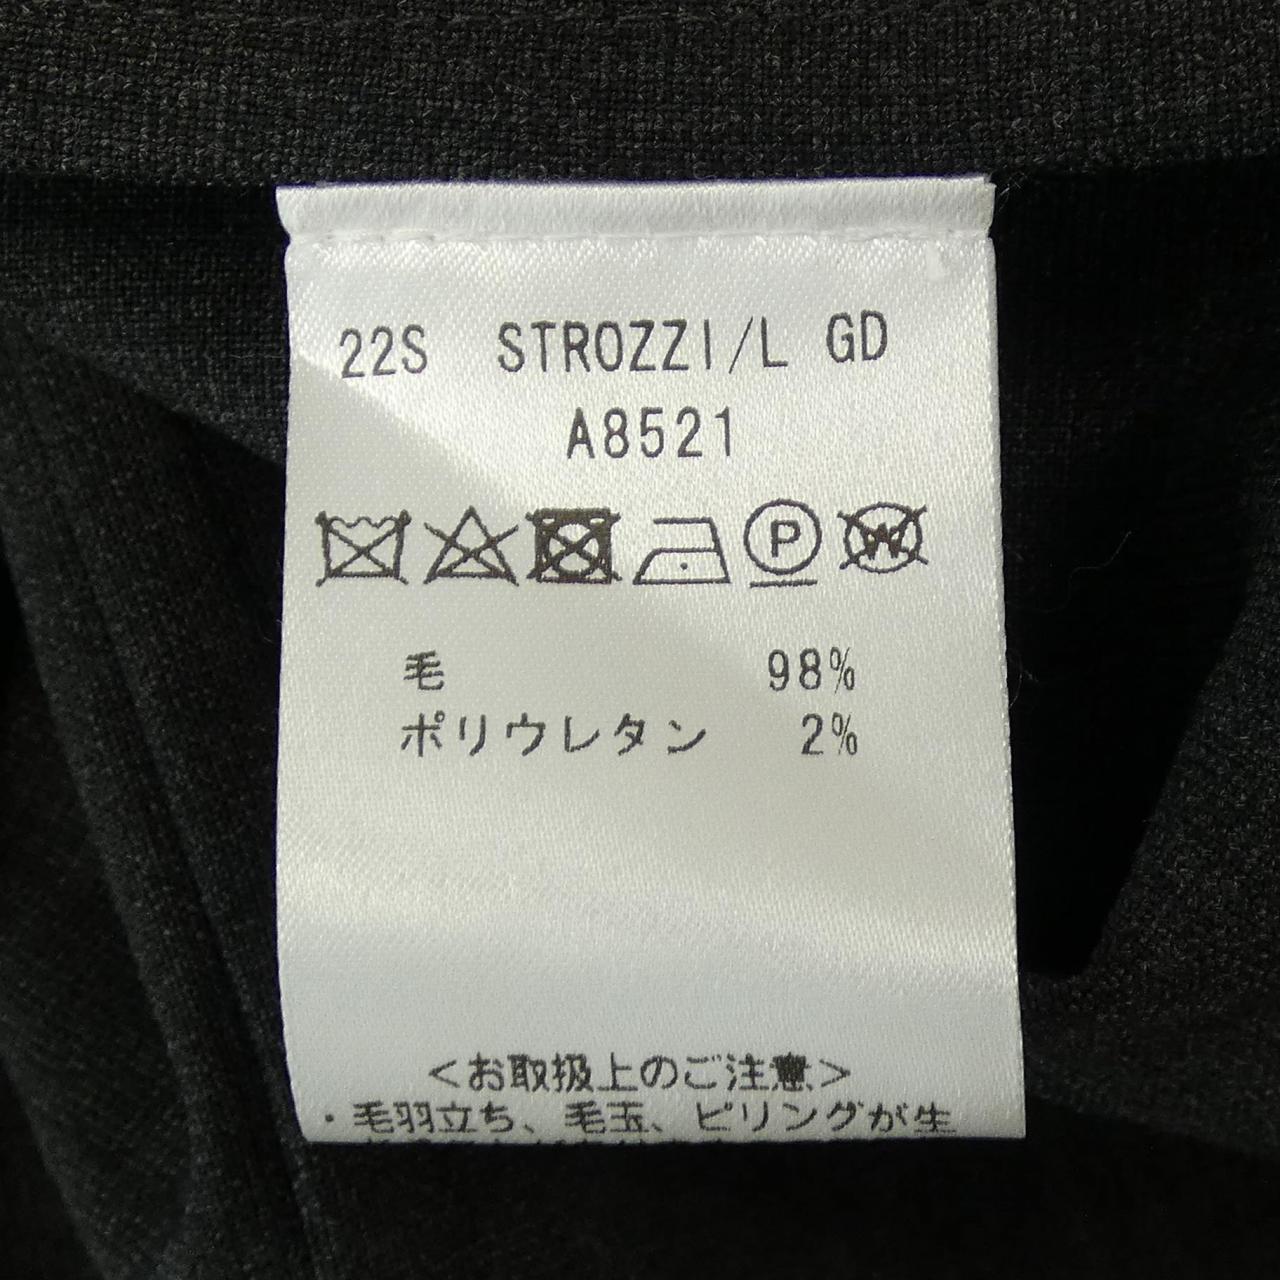 22S STROZZI/L GD
A8521
P
W
毛 98%
ポリウレタン 2%
<お取扱上のご注意>
・毛羽立ち、毛玉、ピリングが生